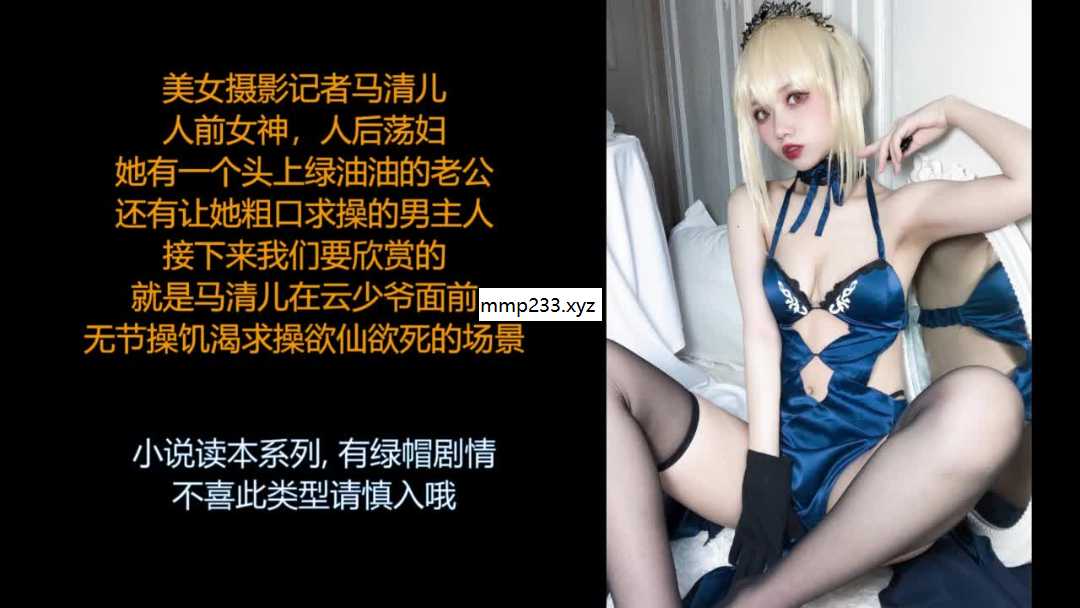 美女摄影记者马清儿
人前女神，人后荡妇
她有一个头上绿油油的老公
还有让她粗口求操的男主人
接下来我们要欣赏的
就是马清儿在云少爷面前
mmp233.xyz
无节操饥渴求操欲仙欲死的场景
小说读本系列, 有绿帽剧情
不喜此类型请慎入哦